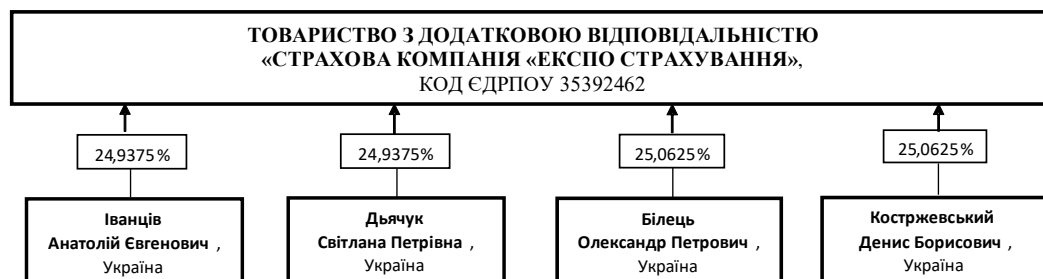 ТОВАРИСТВО З ДОДАТКОВОЮ ВІДПОВІДАЛЬНІСТЮ
«СТРАХОВА КОМПАНІЯ «ЕКСПО СТРАХУВАННЯ»,
КОД ЄДРПОУ 35392462
24,9375%
24,9375%
25,0625%
25,0625%
Іванців
Анатолій Євгенович ,
Україна
Дьячук
Світлана Петрівна ,
Україна
Білець
Олександр Петрович ,
Україна
Костржевський
Денис Борисович ,
Україна